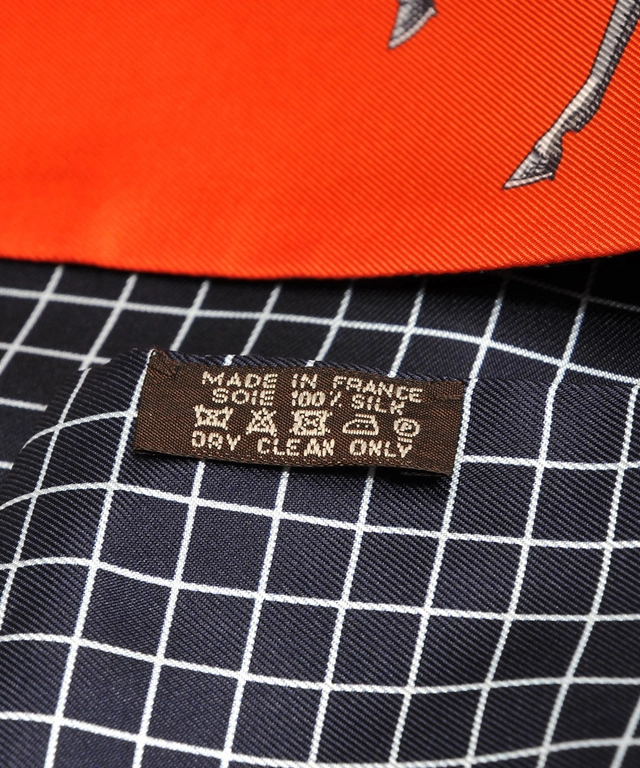 MADE IN FRANCE
SOIE 100% SILK
P
DRY CLEAN ONLY